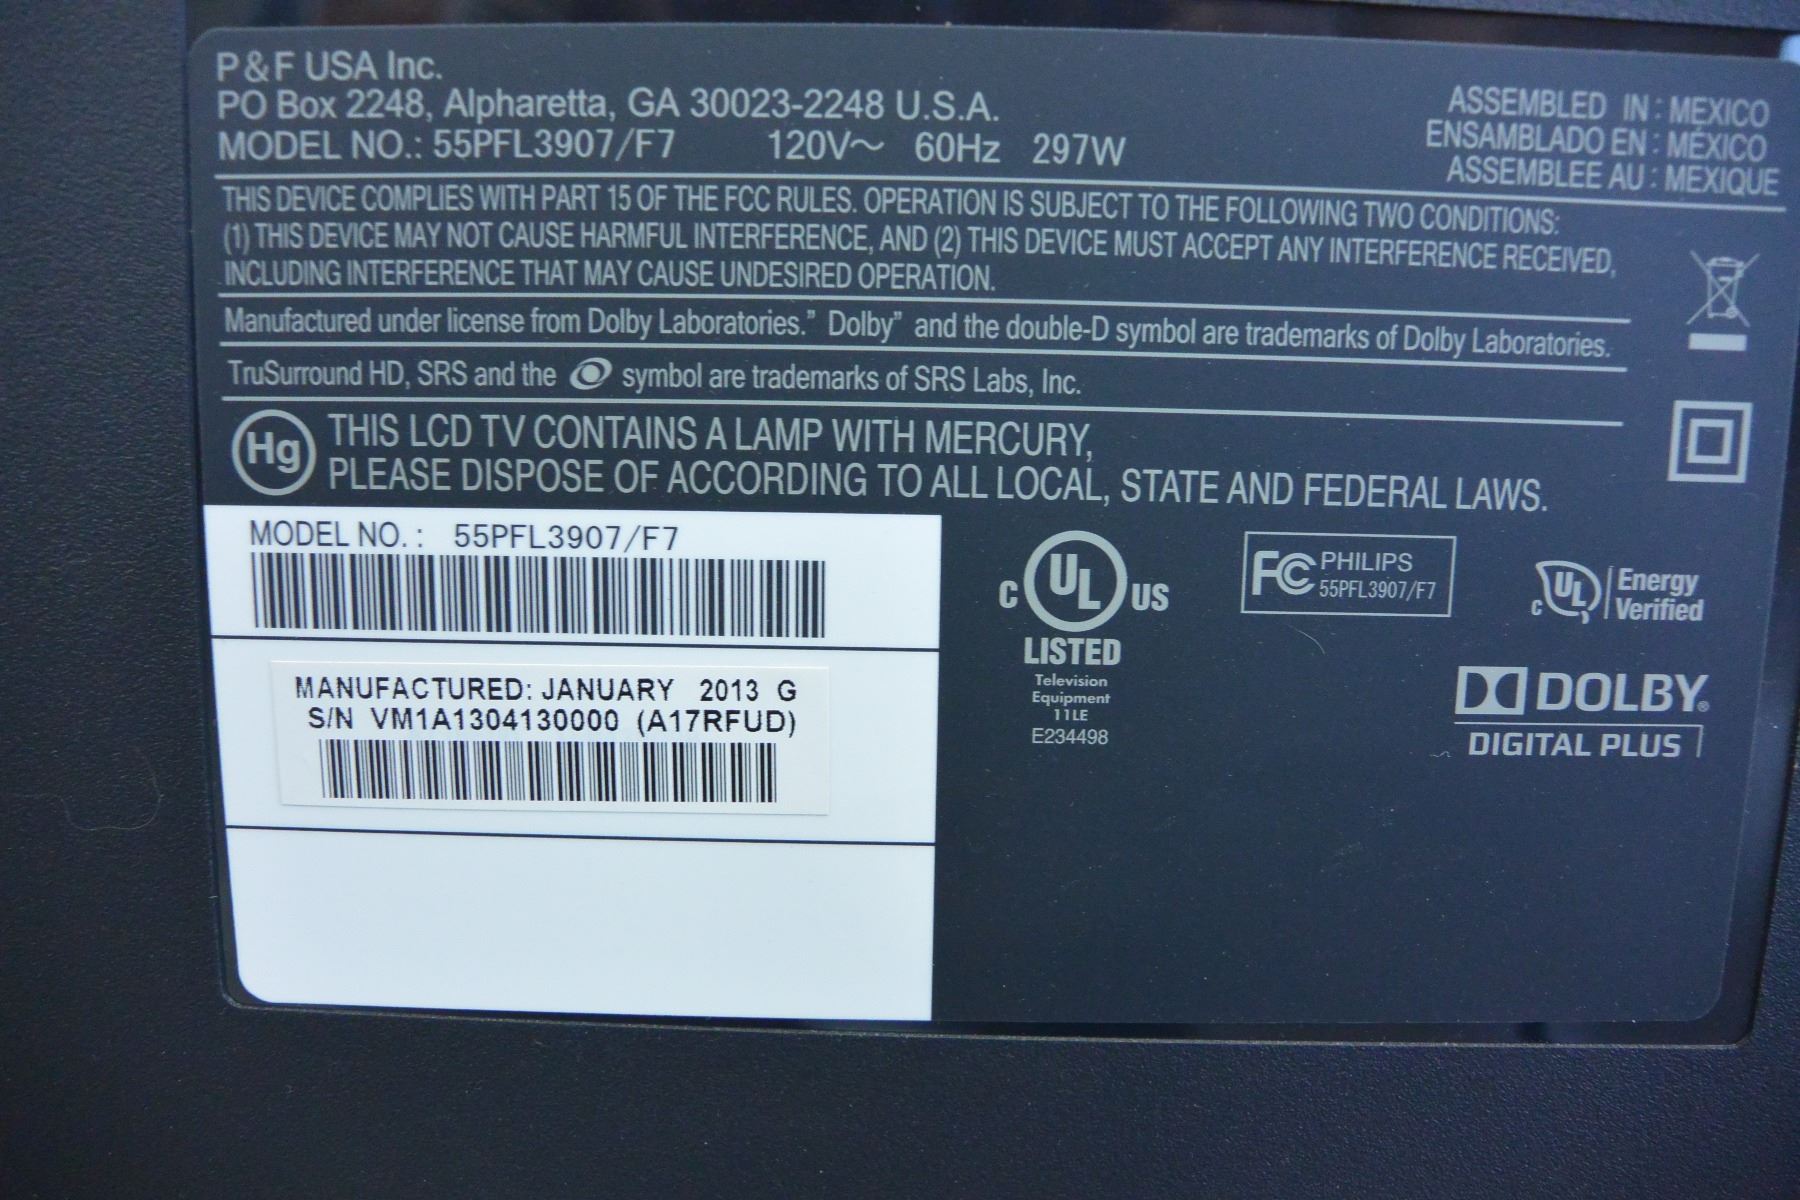 P & F USA Inc.
PO Box 2248, Alpharetta, GA 30023-2248 U.S.A.
MODEL NO.: 55PFL3907/F7 120V～ 60Hz 297W
ASSEMBLED IN : MEXICO
ENSAMBLADO EN : MÉXICO
ASSEMBLEE AU : MEXIQUE
THIS DEVICE COMPLIES WITH PART 15 OF THE FCC RULES. OPERATION IS SUBJECT TO THE FOLLOWING TWO CONDITIONS:
(1) THIS DEVICE MAY NOT CAUSE HARMFUL INTERFERENCE, AND (2) THIS DEVICE MUST ACCEPT ANY INTERFERENCE RECEIVED,
INCLUDING INTERFERENCE THAT MAY CAUSE UNDESIRED OPERATION.
Manufactured under license from Dolby Laboratories.” Dolby” and the double-D symbol are trademarks of Dolby Laboratories.
TruSurround HD, SRS and the symbol are trademarks of SRS Labs, Inc.
Hg THIS LCD TV CONTAINS A LAMP WITH MERCURY,
PLEASE DISPOSE OF ACCORDING TO ALL LOCAL, STATE AND FEDERAL LAWS.
MODEL NO. : 55PFL3907/F7
MANUFACTURED: JANUARY 2013 G
S/N VM1A1304130000 (A17RFUD)
C UL US
LISTED
Television
Equipment
11LE
E234498
FC PHILIPS
55PFL3907/F7
C UL Energy
Verified
DOLBY®
DIGITAL PLUS